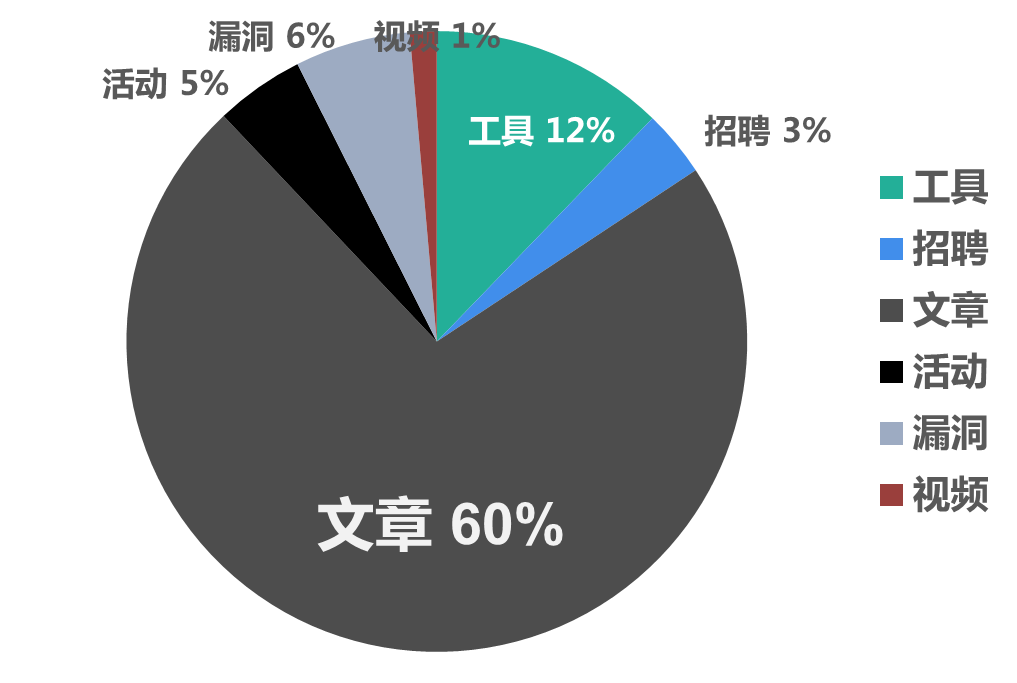 漏洞 6%
视频 1%
活动 5%
工具 12%
招聘 3%
文章 60%
工具
招聘
文章
活动
漏洞
视频